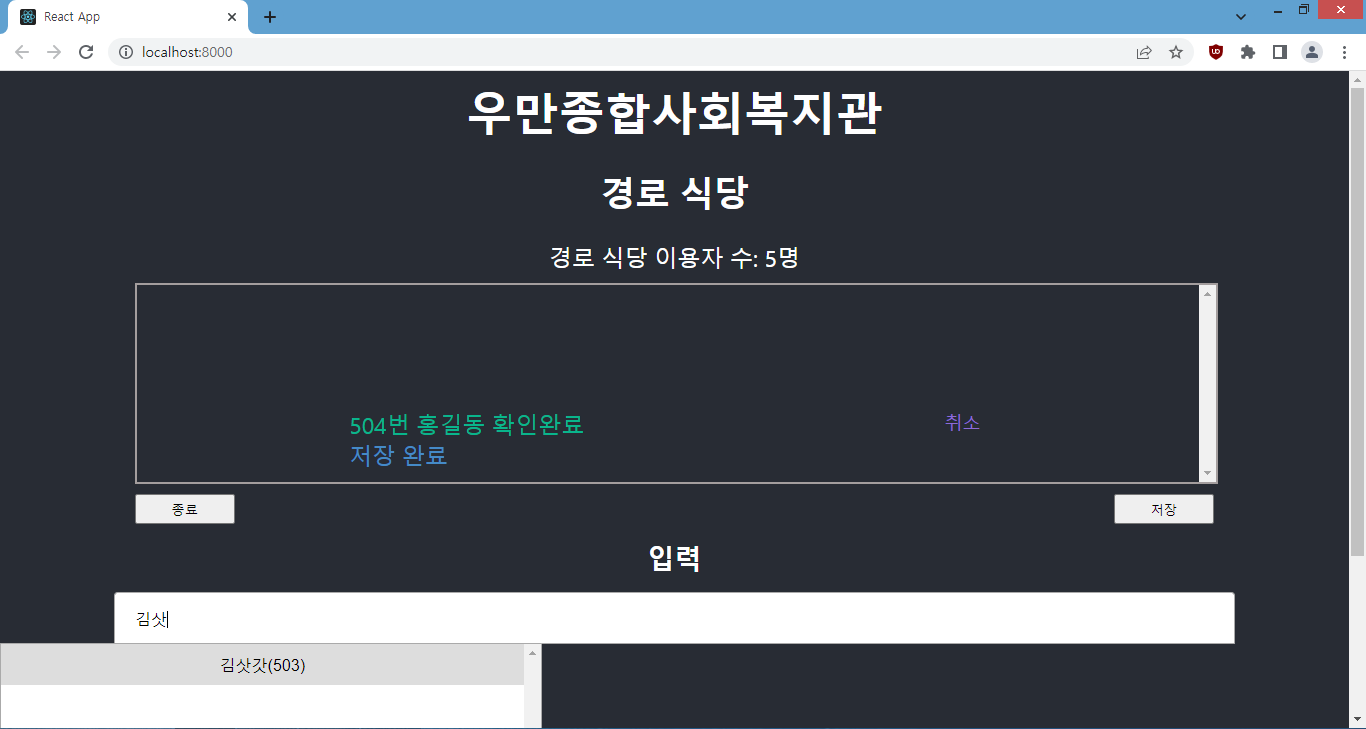 React App
localhost:8000
우만종합사회복지관
경로 식당
경로 식당 이용자 수: 5명
504번 홍길동 확인완료 취소
저장 완료
종료 저장
입력
김삿
김삿갓(503)